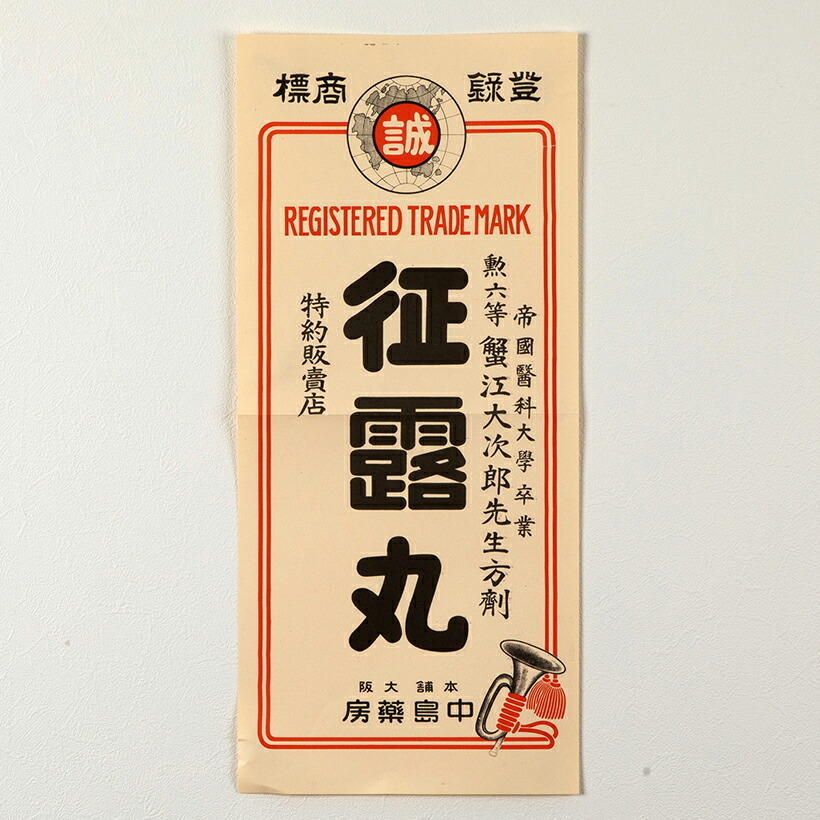 登録商標
誠
REGISTERED TRADE MARK
帝國醫科大學卒業
勲六等 蟹江大次郎先生方劑
征露丸
特約販賣店
本舖大阪
中島藥房